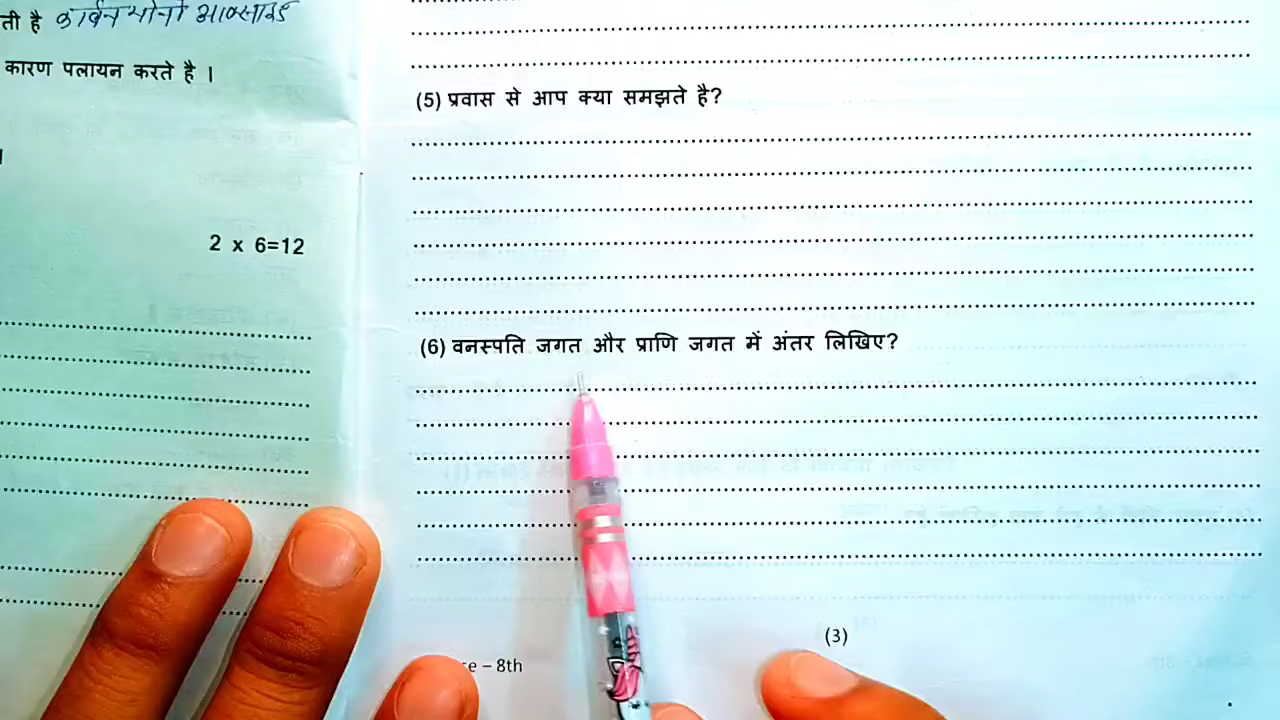 ती है कार्बन मोनो आक्साइड
कारण पलायन करते है ।
2 x 6=12
(5) प्रवास से आप क्या समझते है?
(6) वनस्पति जगत और प्राणि जगत में अंतर लिखिए?
(3)
ce – 8th